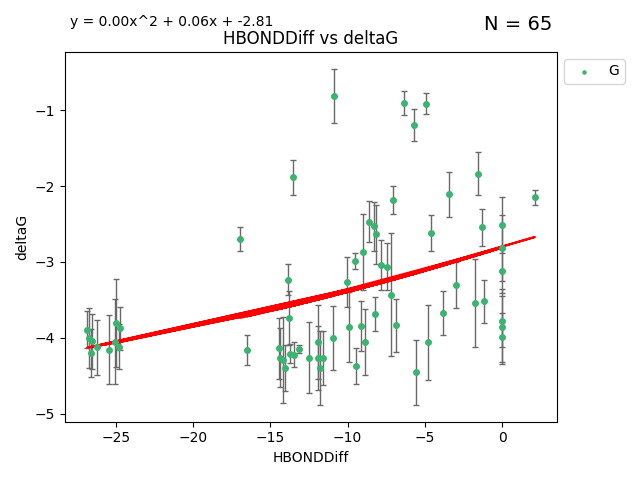 y = 0.00x^2 + 0.06x + -2.81
N = 65
HBONDDiff vs deltaG
G
deltaG
−1
−2
−3
−4
−5
−25
−20
−15
−10
−5
0
HBONDDiff